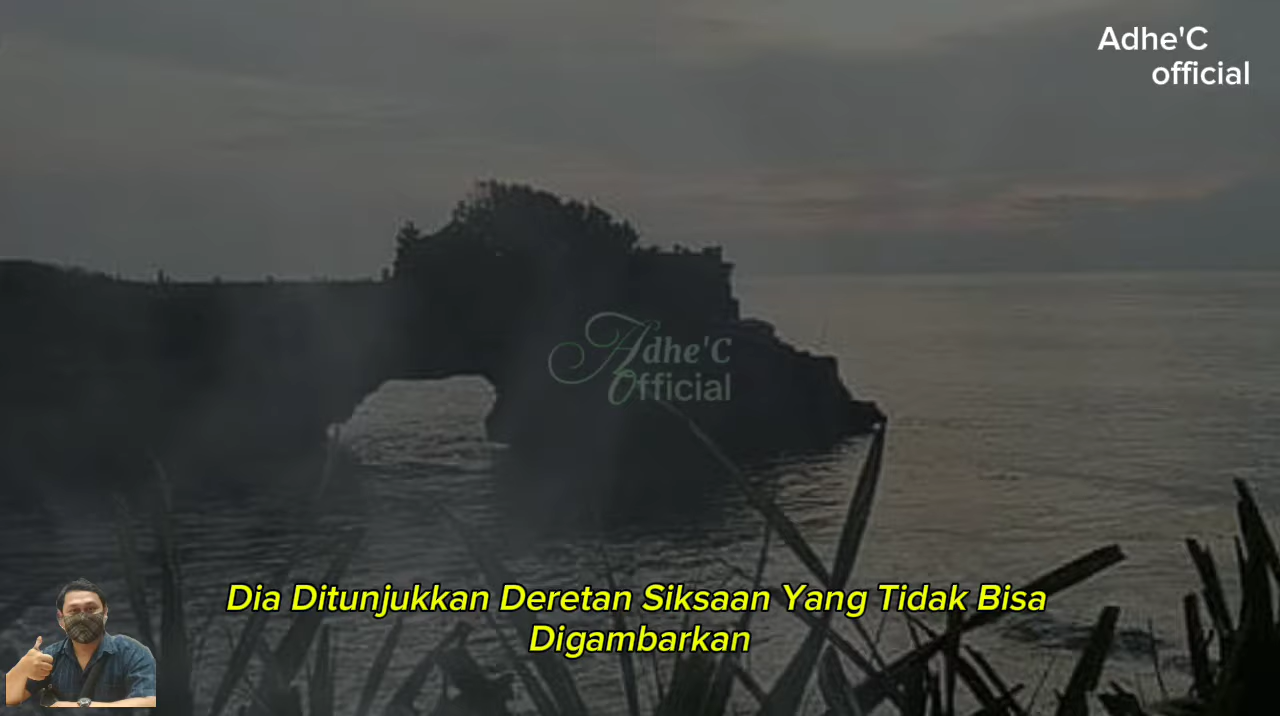 Adhe'C
official
Adhe'C
Official
Dia Ditunjukkan Deretan Siksaan Yang Tidak Bisa
Digambarkan